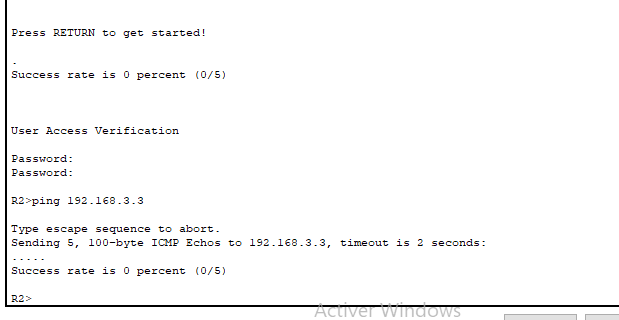 Press RETURN to get started!
.
Success rate is 0 percent (0/5)
User Access Verification
Password:
Password:
R2>ping 192.168.3.3
Type escape sequence to abort.
Sending 5, 100-byte ICMP Echos to 192.168.3.3, timeout is 2 seconds:
.....
Success rate is 0 percent (0/5)
R2>
Activer Windows